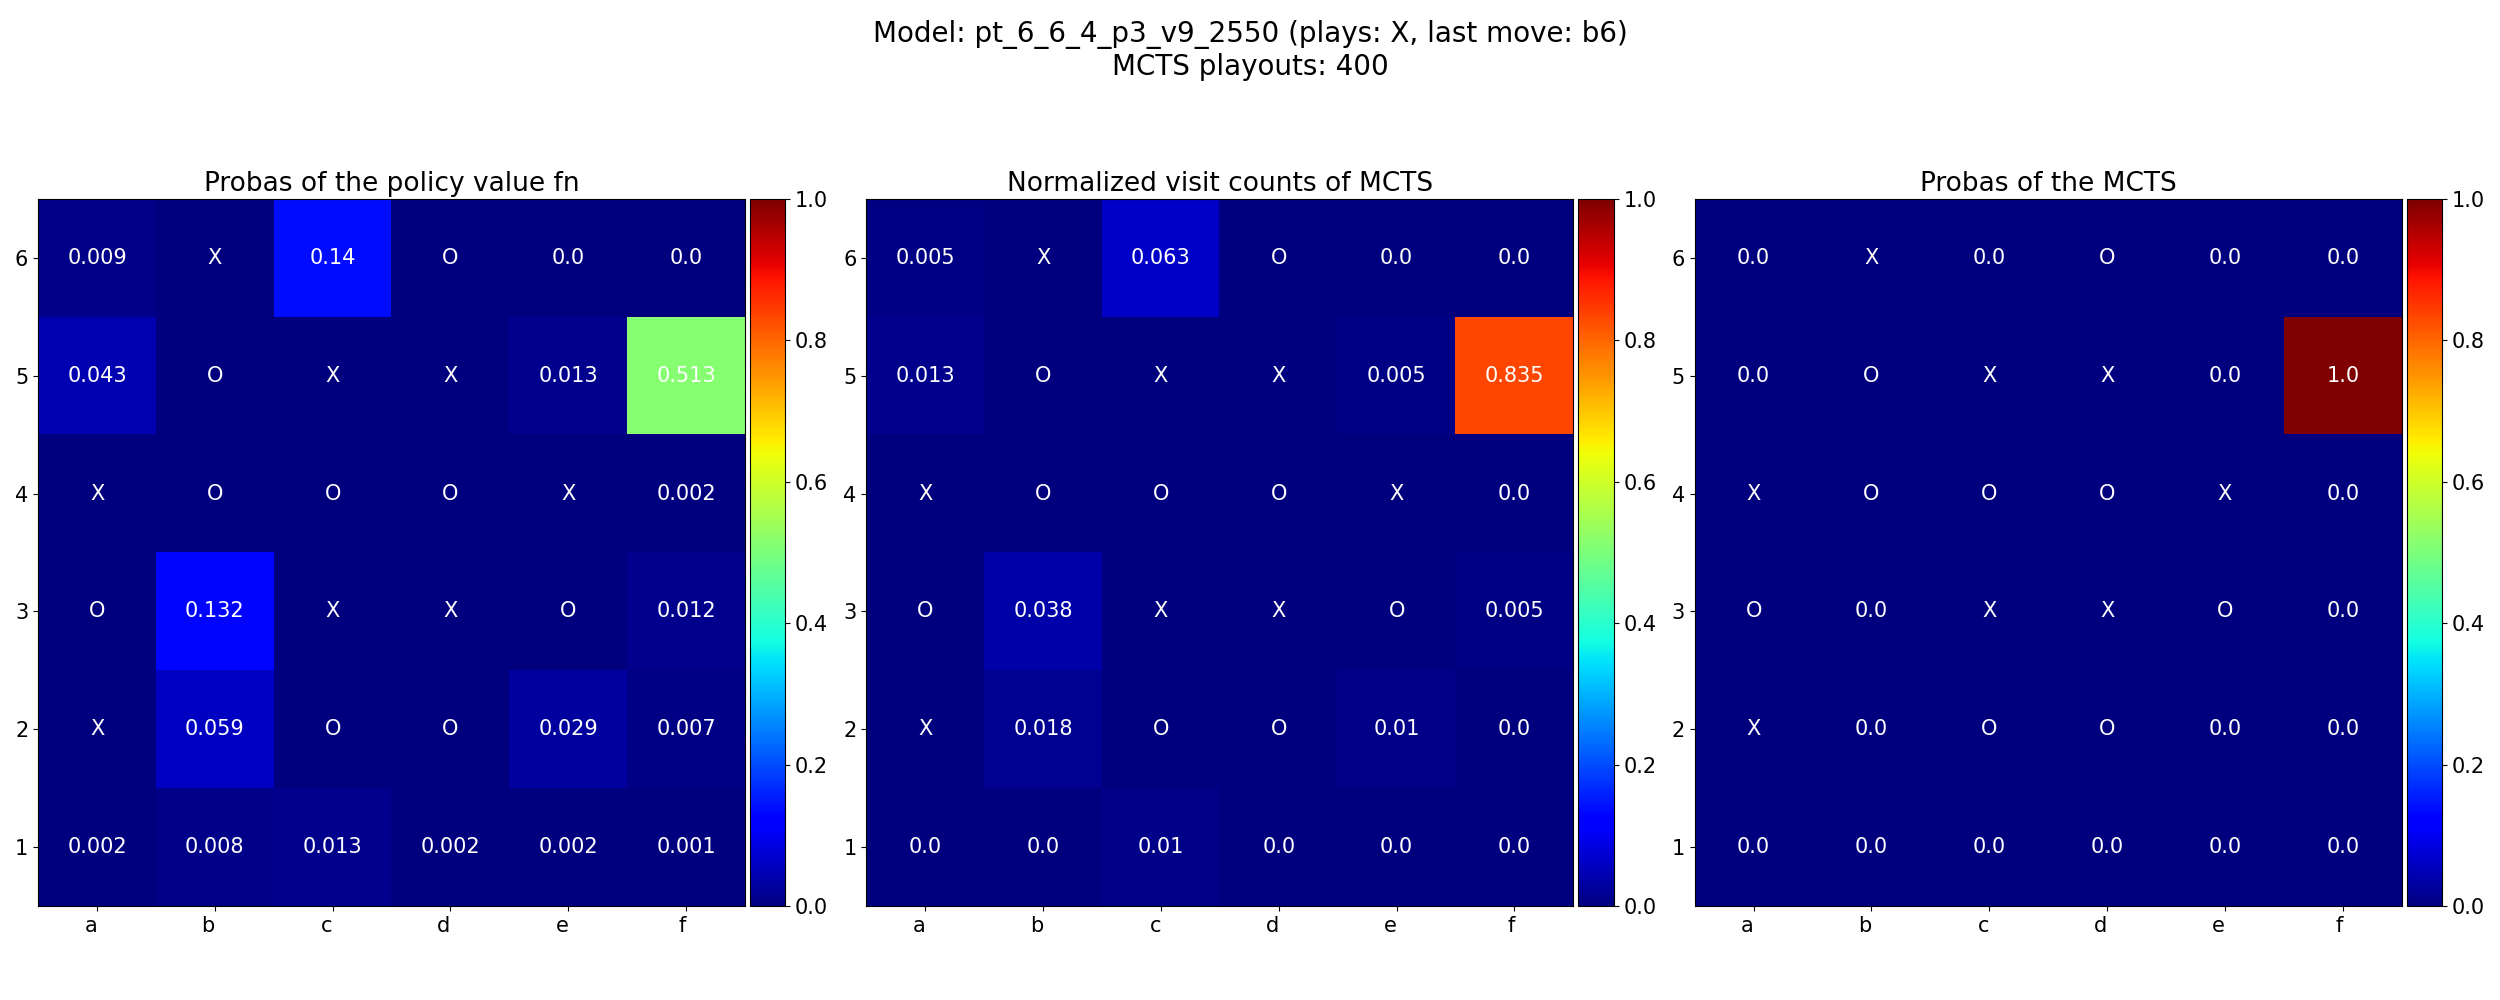 Model: pt_6_6_4_p3_v9_2550 (plays: X, last move: b6)
MCTS playouts: 400
Probas of the policy value fn
6 0.009 X 0.14 O 0.0 0.0
5 0.043 O X X 0.013 0.513
4 X O O O X 0.002
3 O 0.132 X X O 0.012
2 X 0.059 O O 0.029 0.007
1 0.002 0.008 0.013 0.002 0.002 0.001
a b c d e f
1.0
0.8
0.6
0.4
0.2
0.0
Normalized visit counts of MCTS
6 0.005 X 0.063 O 0.0 0.0
5 0.013 O X X 0.005 0.835
4 X O O O X 0.0
3 O 0.038 X X O 0.005
2 X 0.018 O O 0.01 0.0
1 0.0 0.0 0.01 0.0 0.0 0.0
a b c d e f
1.0
0.8
0.6
0.4
0.2
0.0
Probas of the MCTS
6 0.0 X 0.0 O 0.0 0.0
5 0.0 O X X 0.0 1.0
4 X O O O X 0.0
3 O 0.0 X X O 0.0
2 X 0.0 O O 0.0 0.0
1 0.0 0.0 0.0 0.0 0.0 0.0
a b c d e f
1.0
0.8
0.6
0.4
0.2
0.0